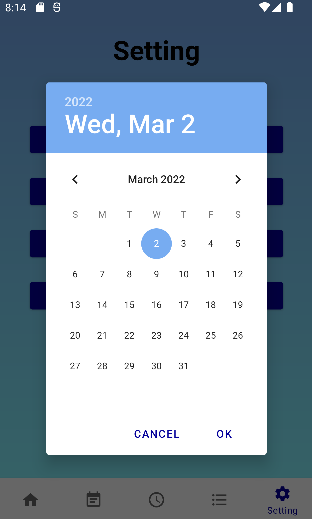 8:14
Setting
2022
Wed, Mar 2
March 2022
S M T W T F S
1 2 3 4 5
6 7 8 9 10 11 12
13 14 15 16 17 18 19
20 21 22 23 24 25 26
27 28 29 30 31
CANCEL OK
Setting